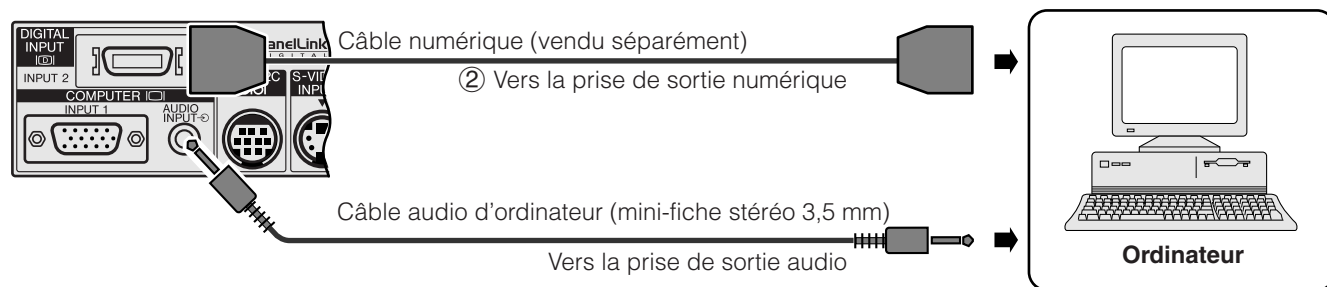 DIGITAL
INPUT
INPUT 2
anelLink
DIGITAL
Câble numérique (vendu séparément)
② Vers la prise de sortie numérique
COMPUTER
INPUT 1
AUDIO
INPUT
S-VID
INPU
Câble audio d’ordinateur (mini-fiche stéréo 3,5 mm)
Vers la prise de sortie audio
Ordinateur